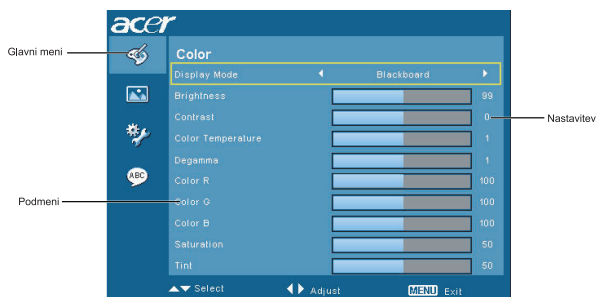 acer
Glavni meni
Color
Display Mode Blackboard
Brightness 99
Contrast 0
Nastavitev
Color Temperature 1
Degamma 1
ABC
Color R 100
Podmeni
Color G 100
Color B 100
Saturation 50
Tint 50
Select Adjust MENU Exit